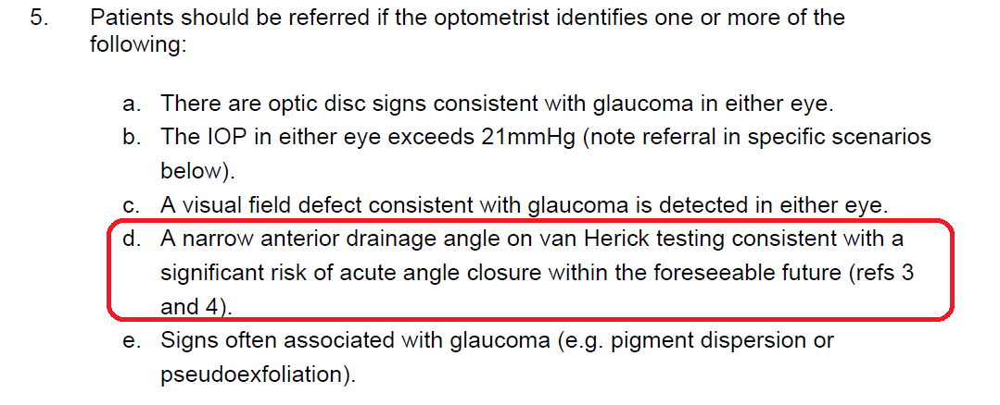 5. Patients should be referred if the optometrist identifies one or more of the
following:
a. There are optic disc signs consistent with glaucoma in either eye.
b. The IOP in either eye exceeds 21mmHg (note referral in specific scenarios
below).
c. A visual field defect consistent with glaucoma is detected in either eye.
d. A narrow anterior drainage angle on van Herick testing consistent with a
significant risk of acute angle closure within the foreseeable future (refs 3
and 4).
e. Signs often associated with glaucoma (e.g. pigment dispersion or
pseudoexfoliation).